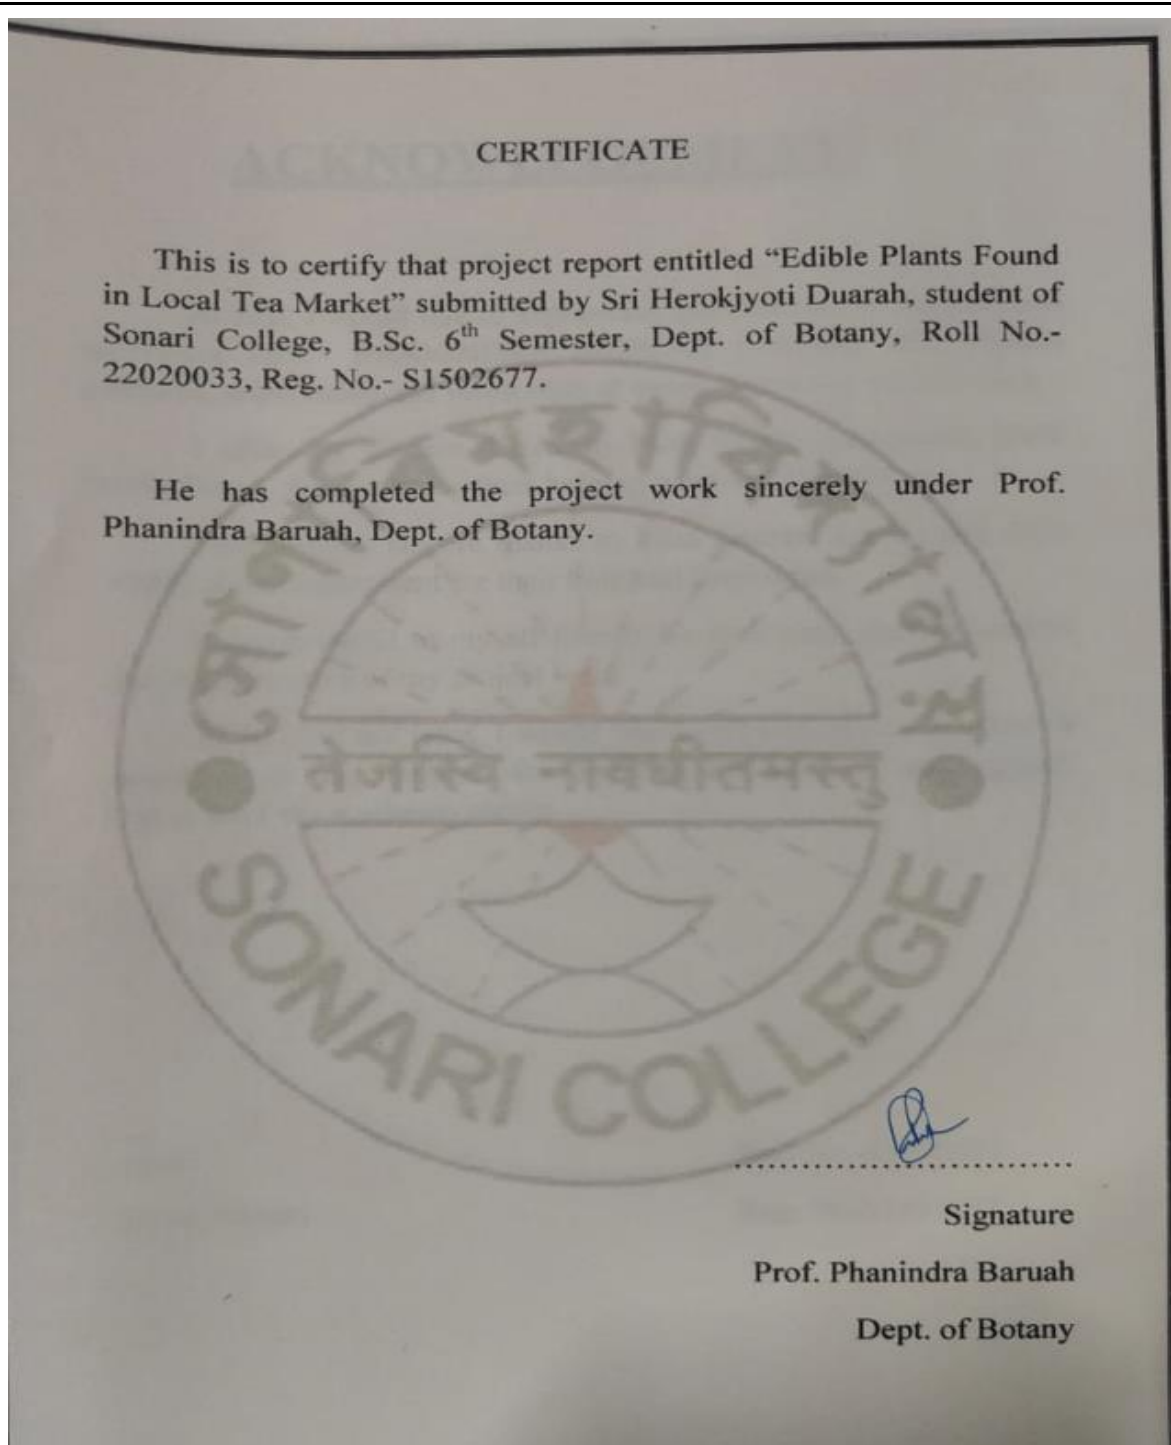 CERTIFICATE
This is to certify that project report entitled “Edible Plants Found
in Local Tea Market” submitted by Sri Herokjyoti Duarah, student of
Sonari College, B.Sc. 6th Semester, Dept. of Botany, Roll No.-
22020033, Reg. No.- S1502677.
He has completed the project work sincerely under Prof.
Phanindra Baruah, Dept. of Botany.
সোণাৰি মহাবিদ্যালয়
तेजस्वि नावधीतमस्तु
SONARI COLLEGE
Signature
Prof. Phanindra Baruah
Dept. of Botany